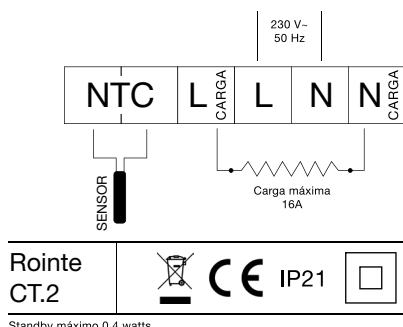 230 V~
50 Hz
NTC L CARGA L N N CARGA
SENSOR
Carga máxima
16A
Rointe
CT.2
CE IP21
Standby máximo 0,4 watts